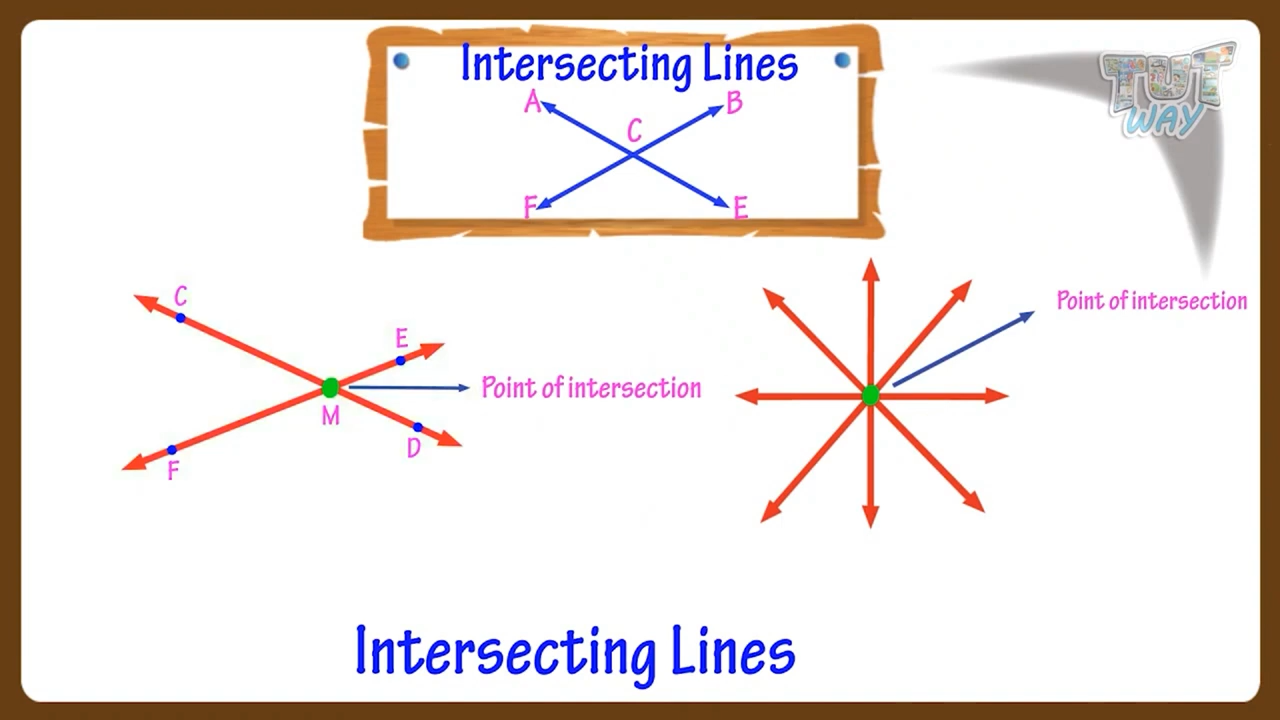 Intersecting Lines
A
B
C
F
E
TUT
WAY
C
E
M
Point of intersection
D
F
Point of intersection
Intersecting Lines